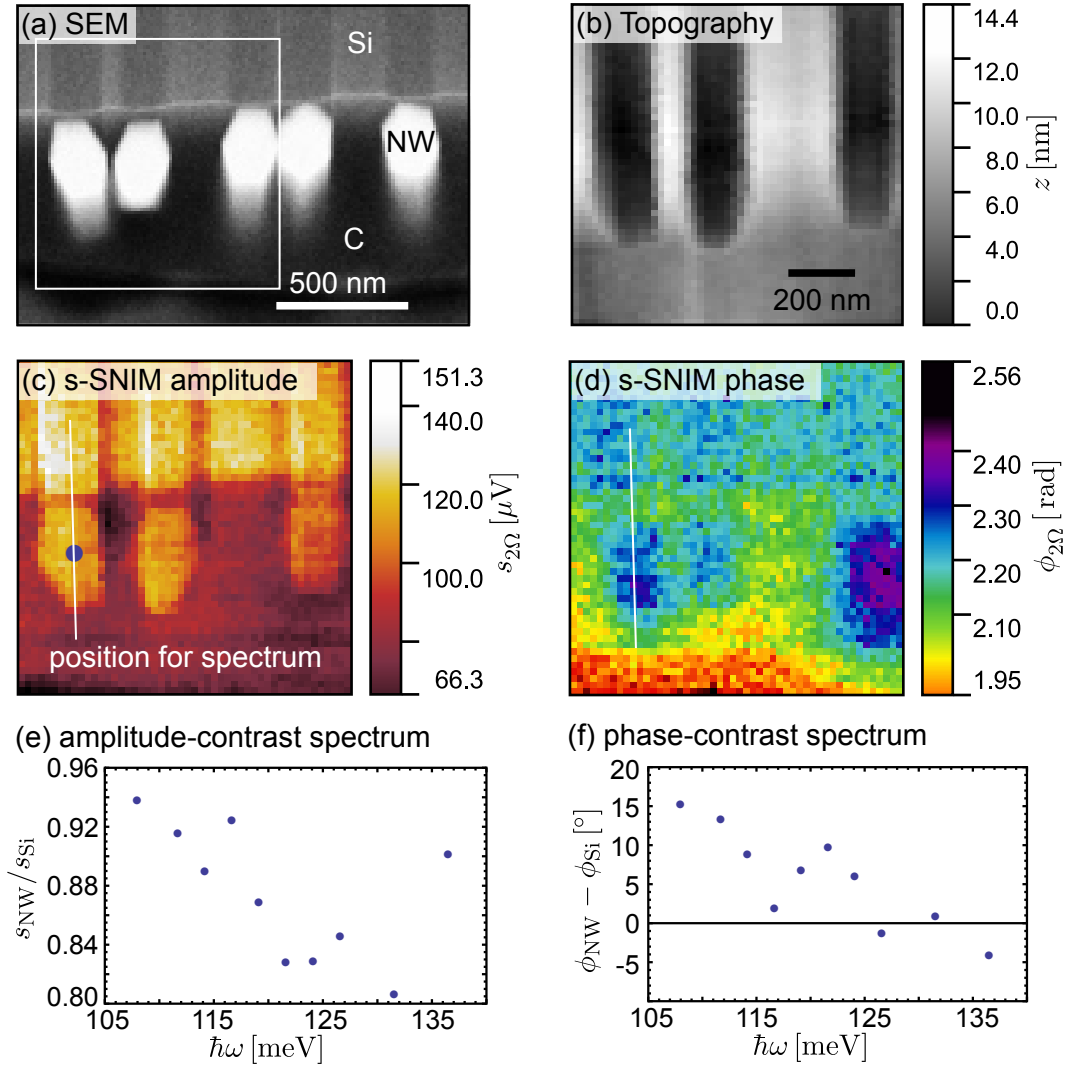 (a) SEM
Si
NW
C
500 nm
(b) Topography
200 nm
14.4
12.0
10.0
8.0
6.0
4.0
0.0
z [nm]
(c) s-SNIM amplitude
position for spectrum
151.3
140.0
120.0
100.0
66.3
s2Ω [μV]
(d) s-SNIM phase
2.56
2.40
2.30
2.20
2.10
1.95
ϕ2Ω [rad]
(e) amplitude-contrast spectrum
0.96
0.92
0.88
0.84
0.80
sNW/sSi
105 115 125 135
ℏω [meV]
(f) phase-contrast spectrum
20
15
10
5
0
-5
ϕNW − ϕSi [°]
105 115 125 135
ℏω [meV]